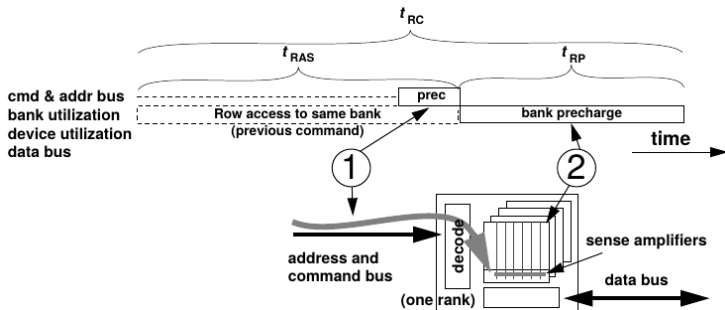 tRC
tRAS
tRP
cmd & addr bus
prec
bank utilization
Row access to same bank
bank precharge
device utilization
(previous command)
data bus
time
1
2
decode
sense amplifiers
address and
command bus
data bus
(one rank)